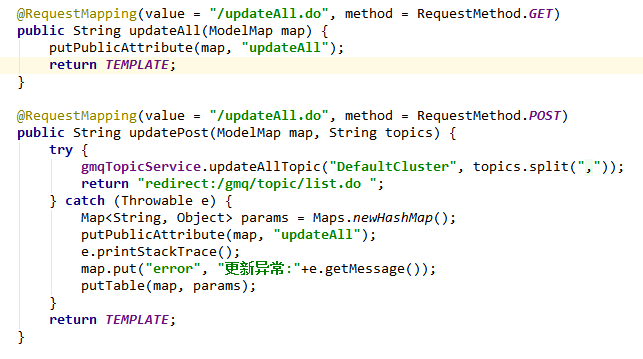 @RequestMapping(value = "/updateAll.do", method = RequestMethod.GET)
public String updateAll(ModelMap map) {
    putPublicAttribute(map, "updateAll");
    return TEMPLATE;
}

@RequestMapping(value = "/updateAll.do", method = RequestMethod.POST)
public String updatePost(ModelMap map, String topics) {
    try {
        gmqTopicService.updateAllTopic("DefaultCluster", topics.split(","));
        return "redirect:/gmq/topic/list.do ";
    } catch (Throwable e) {
        Map<String, Object> params = Maps.newHashMap();
        putPublicAttribute(map, "updateAll");
        e.printStackTrace();
        map.put("error", "更新异常:"+e.getMessage());
        putTable(map, params);
    }
    return TEMPLATE;
}